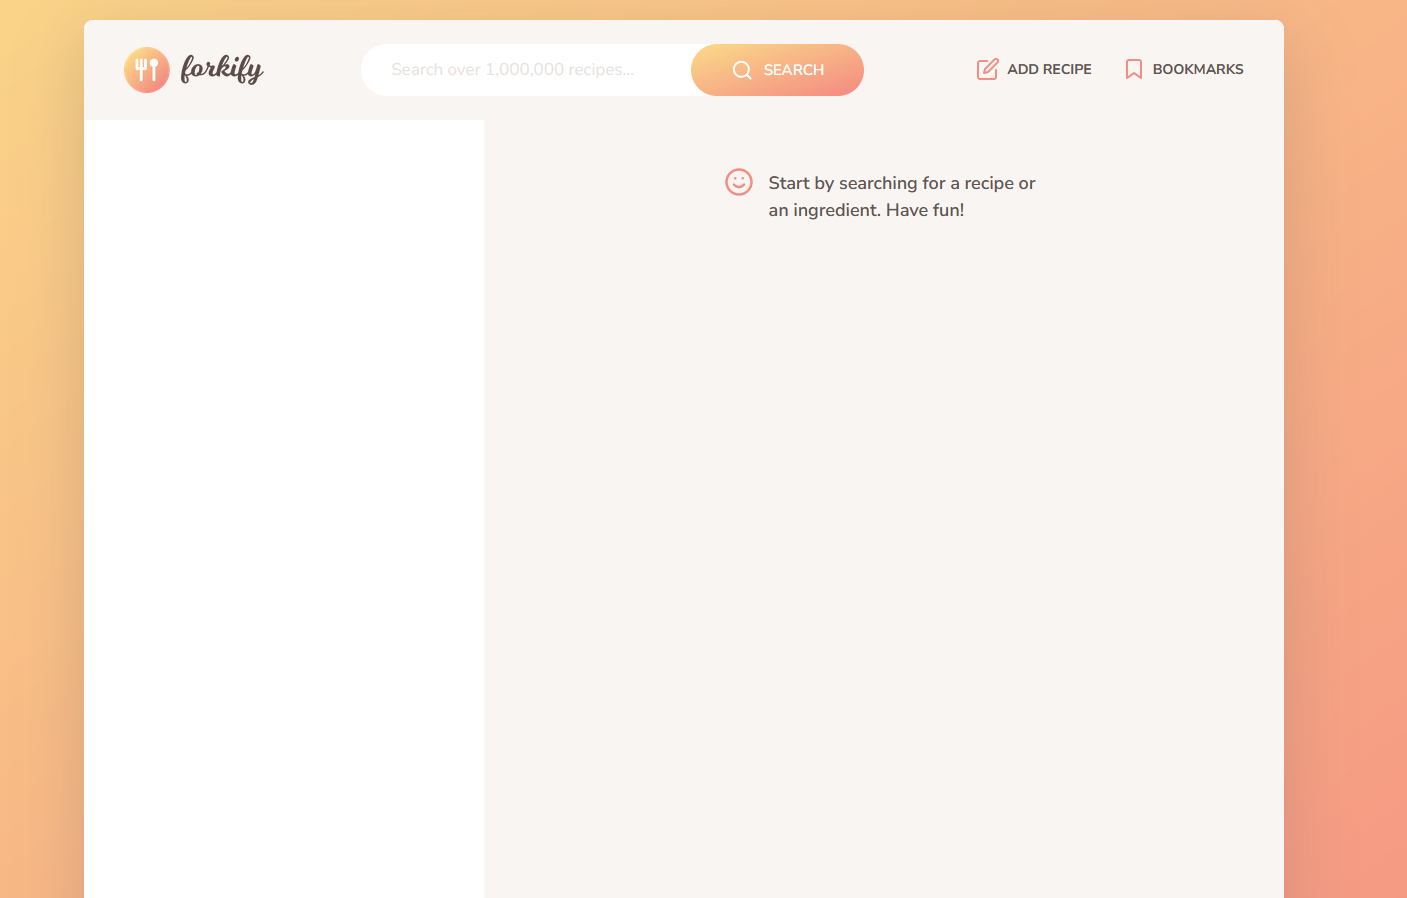 forkify
Search over 1,000,000 recipes...
SEARCH
ADD RECIPE
BOOKMARKS
Start by searching for a recipe or
an ingredient. Have fun!